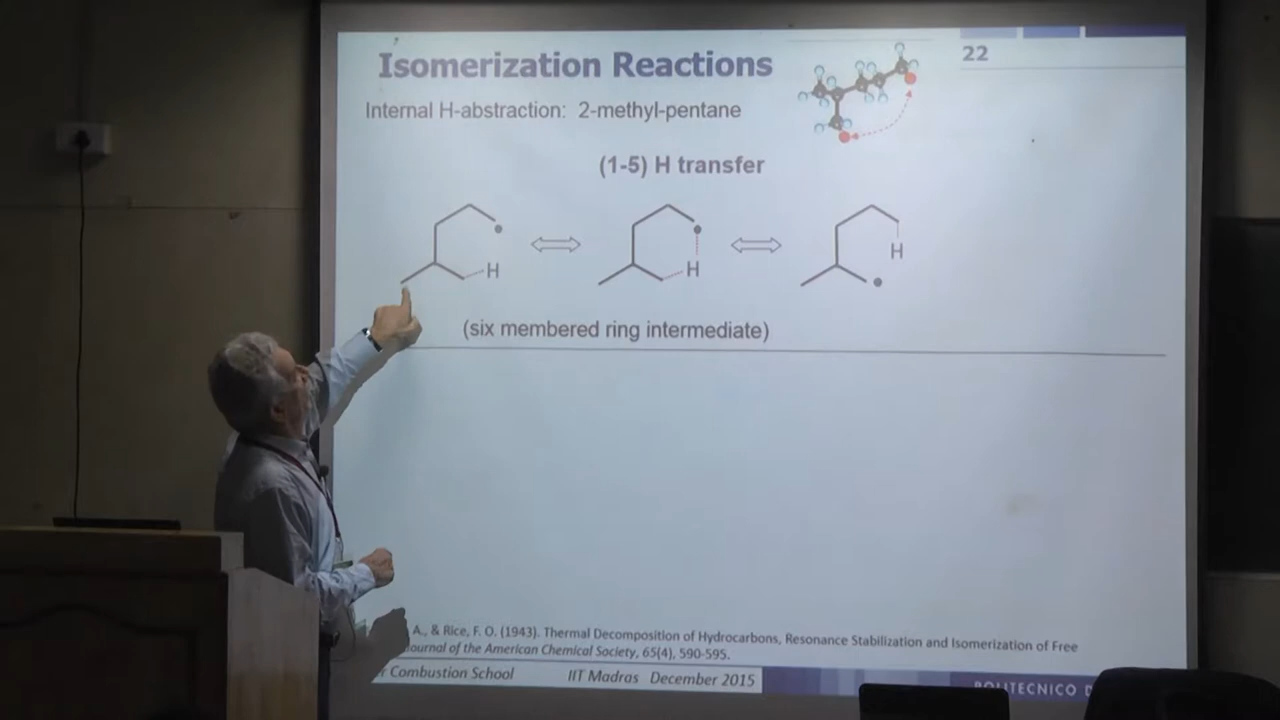 Isomerization Reactions
22
Internal H-abstraction: 2-methyl-pentane
(1-5) H transfer
H
H
H
(six membered ring intermediate)
A., & Rice, F. O. (1943). Thermal Decomposition of Hydrocarbons, Resonance Stabilization and Isomerization of Free
Journal of the American Chemical Society, 65(4), 590-595.
Combustion School IIT Madras December 2015
POLITECNICO